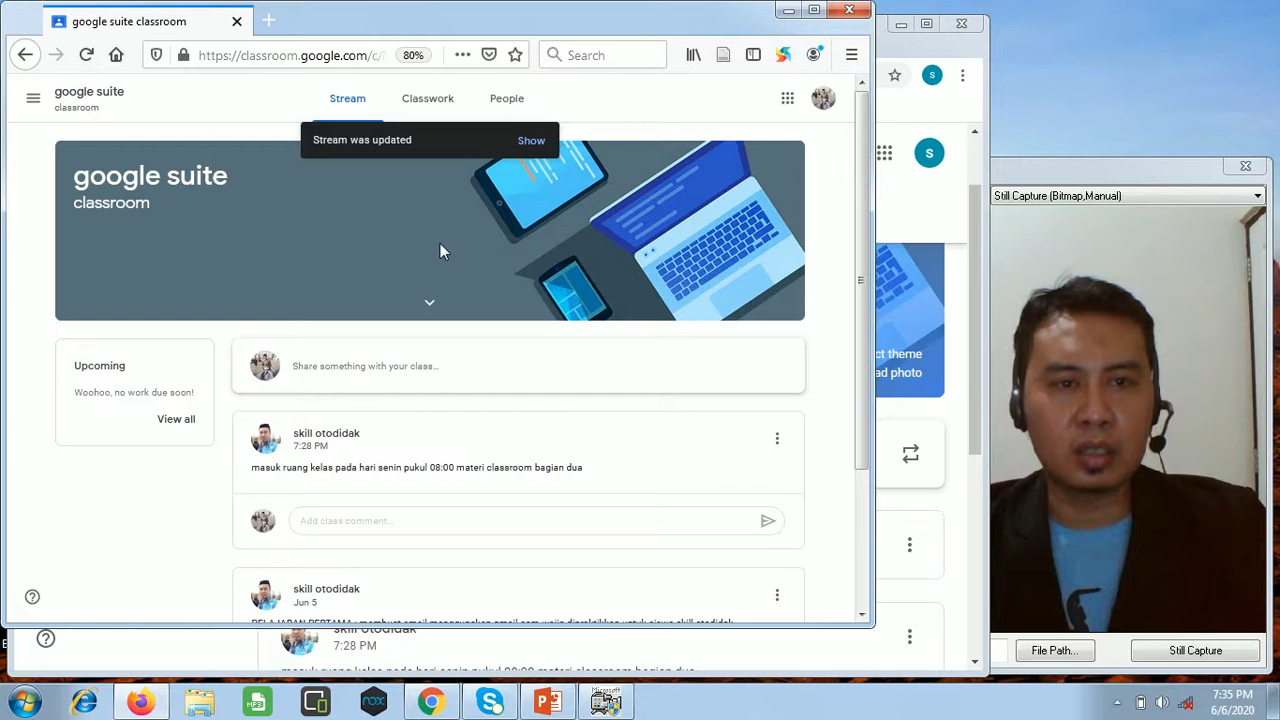 google suite classroom
https://classroom.google.com/c/
80%
Search
google suite
classroom
Stream
Classwork
People
Stream was updated
Show
google suite
classroom
Upcoming
Woohoo, no work due soon!
View all
Share something with your class...
skill otodidak
7:28 PM
masuk ruang kelas pada hari senin pukul 08:00 materi classroom bagian dua
Add class comment...
skill otodidak
Jun 5
S
S
ct theme
ad photo
skill otodidak
7:28 PM
Still Capture (Bitmap,Manual)
File Path...
Still Capture
MP3
nox
7:35 PM
6/6/2020